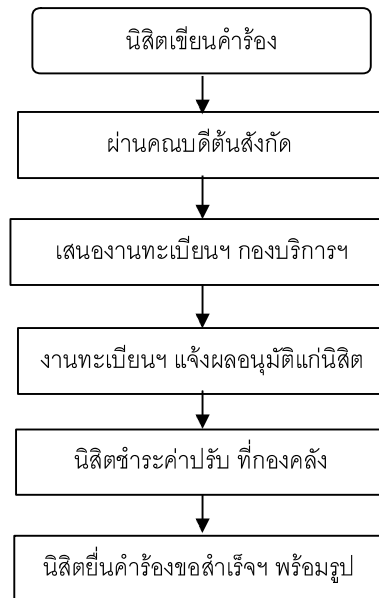 นิสิตเขียนคำร้อง
ผ่านคณบดีต้นสังกัด
เสนองานทะเบียนฯ กองบริการฯ
งานทะเบียนฯ แจ้งผลอนุมัติแก่นิสิต
นิสิตชำระค่าปรับ ที่กองคลัง
นิสิตยื่นคำร้องขอสำเร็จฯ พร้อมรูป